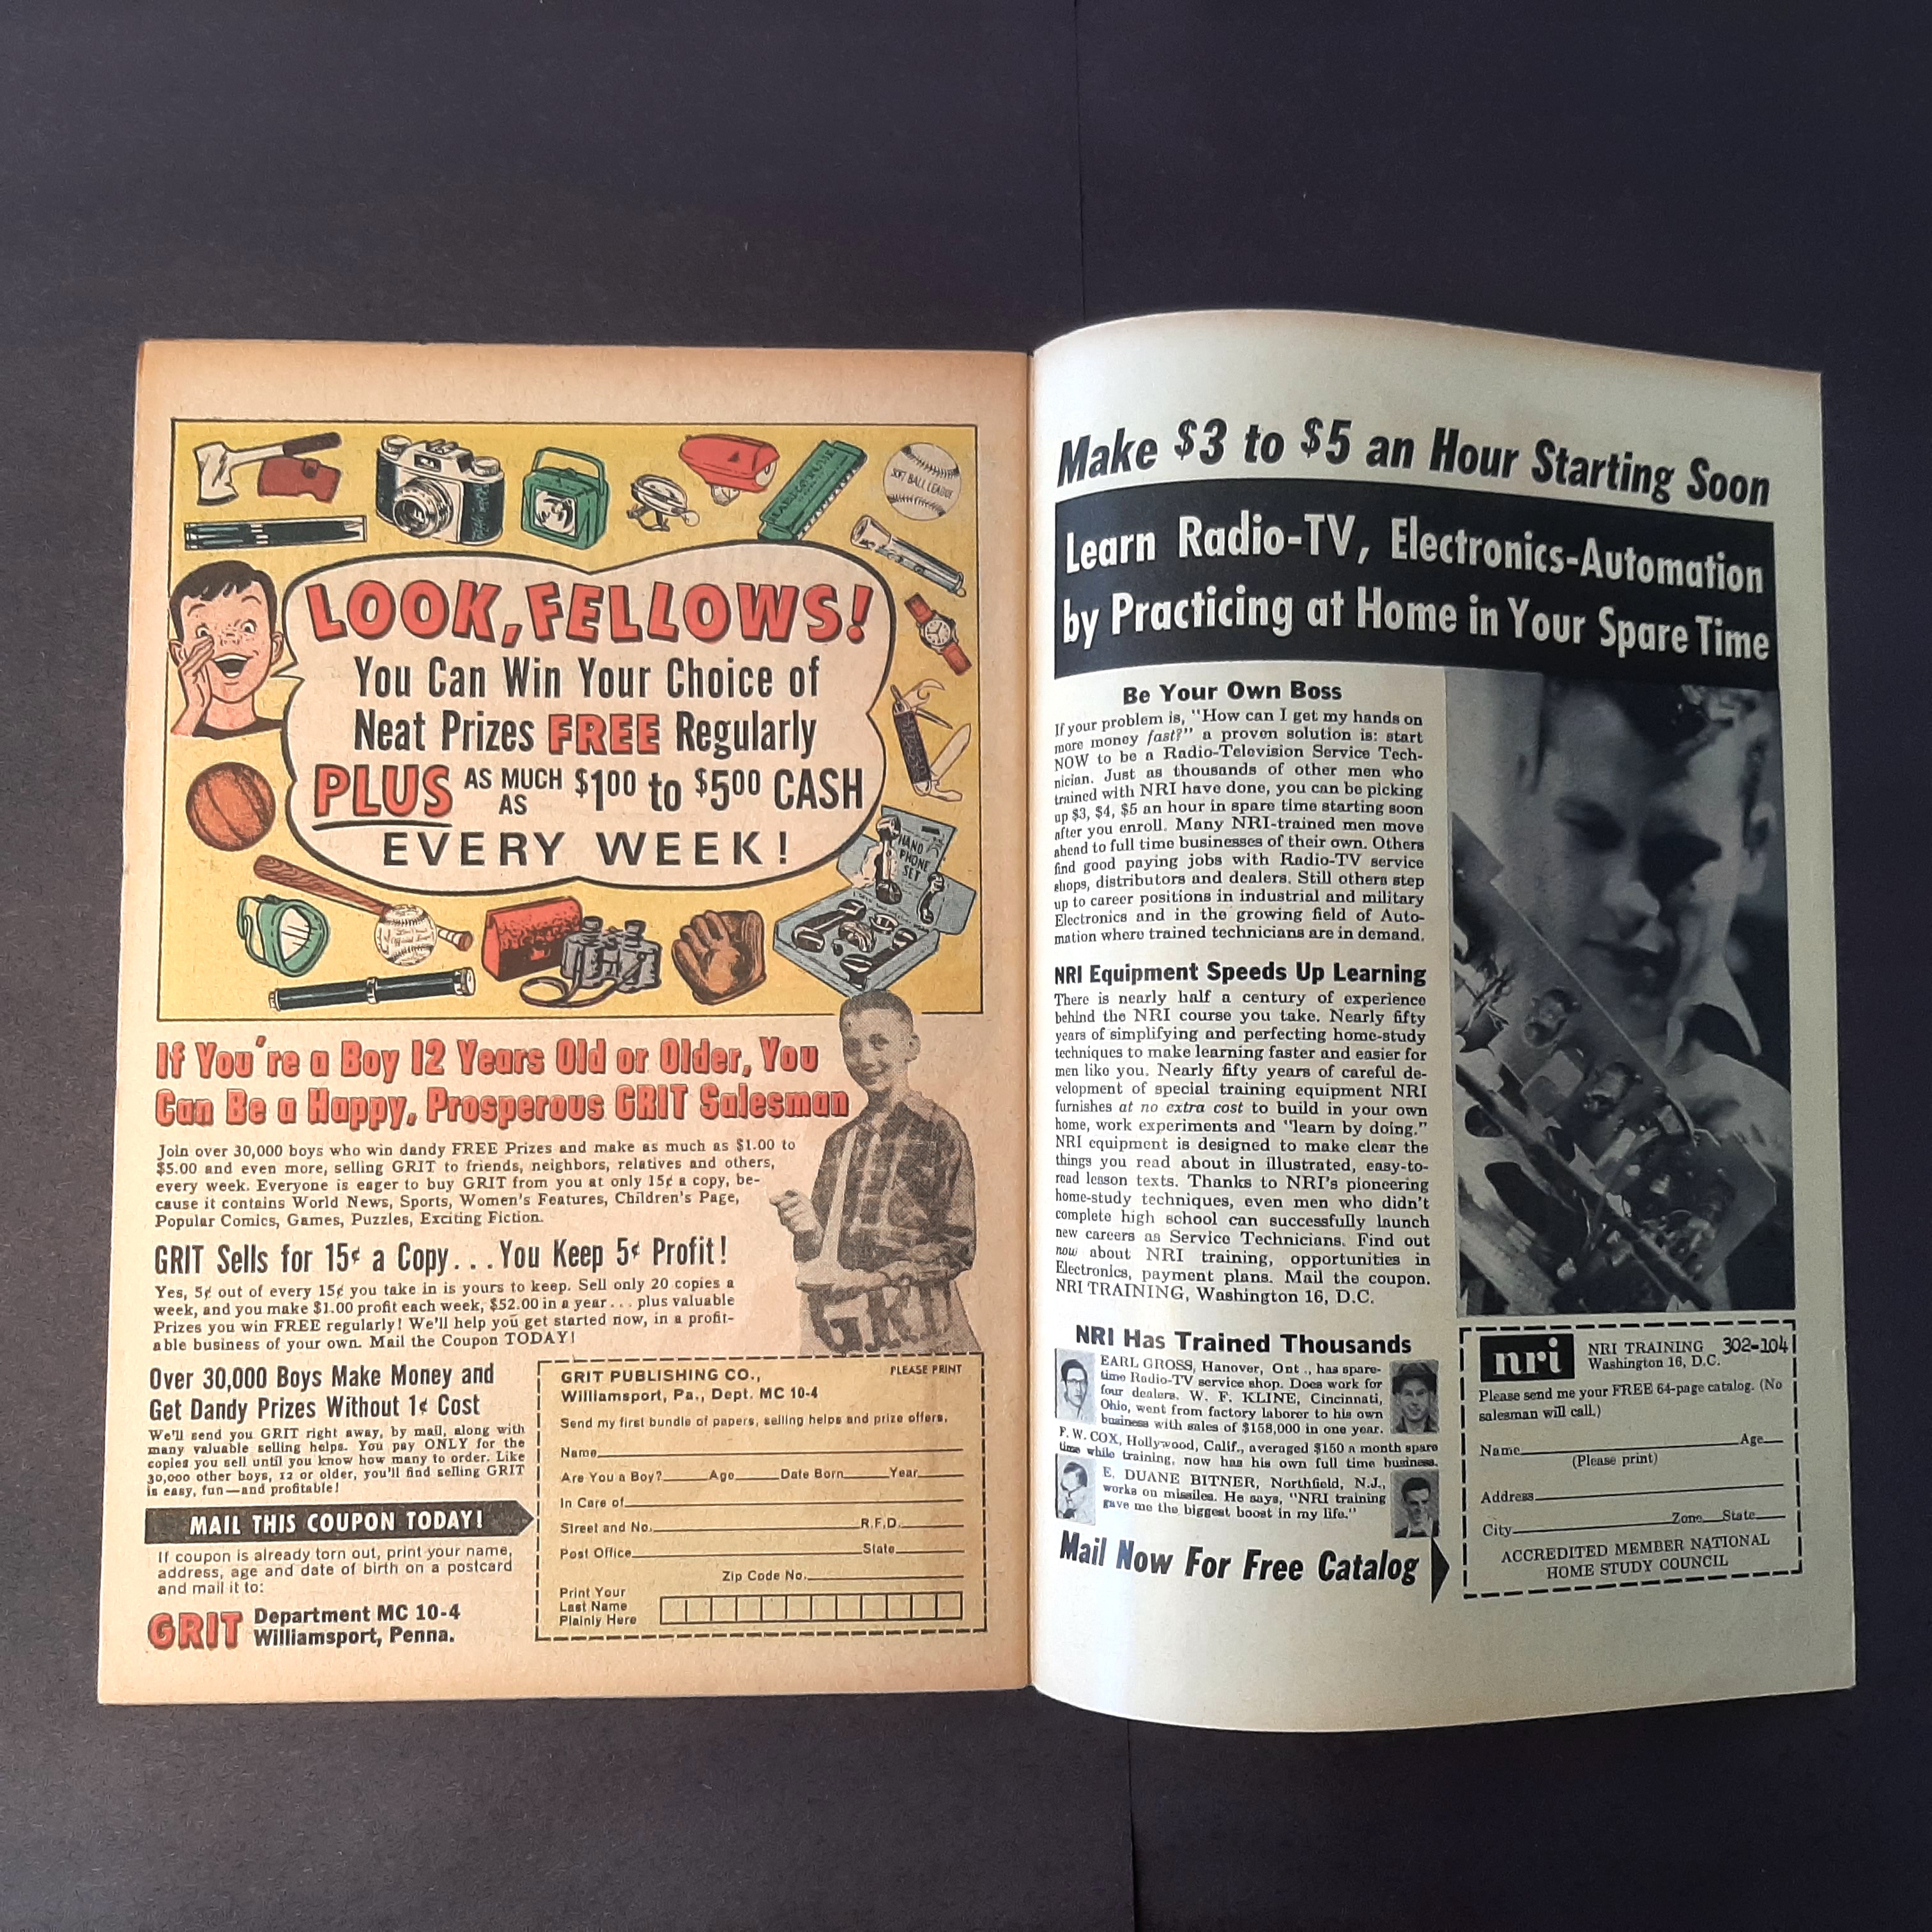 SOFT BALL LEAGUE
HAND
PHONE
SET
LOOK, FELLOWS!
You Can Win Your Choice of
Neat Prizes FREE Regularly
PLUS AS MUCH AS $1.00 to $5.00 CASH
EVERY WEEK!
If You're a Boy 12 Years Old or Older, You
Can Be a Happy, Prosperous GRIT Salesman
Join over 30,000 boys who win dandy FREE Prizes and make as much as $1.00 to
$5.00 and even more, selling GRIT to friends, neighbors, relatives and others,
every week. Everyone is eager to buy GRIT from you at only 15¢ a copy, be-
cause it contains World News, Sports, Women's Features, Children's Page,
Popular Comics, Games, Puzzles, Exciting Fiction.
GRIT Sells for 15¢ a Copy...You Keep 5¢ Profit!
Yes, 5¢ out of every 15¢ you take in is yours to keep. Sell only 20 copies a
week, and you make $1.00 profit each week, $52.00 in a year... plus valuable
Prizes you win FREE regularly! We'll help you get started now, in a profit-
able business of your own. Mail the Coupon TODAY!
GRIT
Over 30,000 Boys Make Money and
Get Dandy Prizes Without 1¢ Cost
We'll send you GRIT right away, by mail, along with
many valuable selling helps. You pay ONLY for the
copies you sell until you know how many to order. Like
30,000 other boys, 12 or older, you'll find selling GRIT
is easy, fun—and profitable!
MAIL THIS COUPON TODAY!
If coupon is already torn out, print your name,
address, age and date of birth on a postcard
and mail it to:
GRIT Department MC 10-4
Williamsport, Penna.
GRIT PUBLISHING CO., PLEASE PRINT
Williamsport, Pa., Dept. MC 10-4
Send my first bundle of papers, selling helps and prize offers.
Name
Are You a Boy? Age Date Born Year
In Care of
Street and No. R.F.D.
Post Office State
Zip Code No.
Print Your
Last Name
Plainly Here
Make $3 to $5 an Hour Starting Soon
Learn Radio-TV, Electronics-Automation
by Practicing at Home in Your Spare Time
Be Your Own Boss
If your problem is, "How can I get my hands on
more money fast?" a proven solution is: start
NOW to be a Radio-Television Service Tech-
nician. Just as thousands of other men who
trained with NRI have done, you can be picking
up $3, $4, $5 an hour in spare time starting soon
after you enroll. Many NRI-trained men move
ahead to full time businesses of their own. Others
find good paying jobs with Radio-TV service
shops, distributors and dealers. Still others step
up to career positions in industrial and military
Electronics and in the growing field of Auto-
mation where trained technicians are in demand.
NRI Equipment Speeds Up Learning
There is nearly half a century of experience
behind the NRI course you take. Nearly fifty
years of simplifying and perfecting home-study
techniques to make learning faster and easier for
men like you. Nearly fifty years of careful de-
velopment of special training equipment NRI
furnishes at no extra cost to build in your own
home, work experiments and "learn by doing."
NRI equipment is designed to make clear the
things you read about in illustrated, easy-to-
read lesson texts. Thanks to NRI's pioneering
home-study techniques, even men who didn't
complete high school can successfully launch
new careers as Service Technicians. Find out
now about NRI training, opportunities in
Electronics, payment plans. Mail the coupon.
NRI TRAINING, Washington 16, D.C.
NRI Has Trained Thousands
EARL GROSS, Hanover, Ont., has spare-
time Radio-TV service shop. Does work for
four dealers. W. F. KLINE, Cincinnati,
Ohio, went from factory laborer to his own
business with sales of $158,000 in one year.
F. W. COX, Hollywood, Calif., averaged $150 a month spare
time while training, now has his own full time business.
E. DUANE BITNER, Northfield, N.J.,
works on missiles. He says, "NRI training
gave me the biggest boost in my life."
Mail Now For Free Catalog
nri NRI TRAINING 302-104
Washington 16, D.C.
Please send me your FREE 64-page catalog. (No
salesman will call.)
Name Age
(Please print)
Address
City Zone State
ACCREDITED MEMBER NATIONAL
HOME STUDY COUNCIL